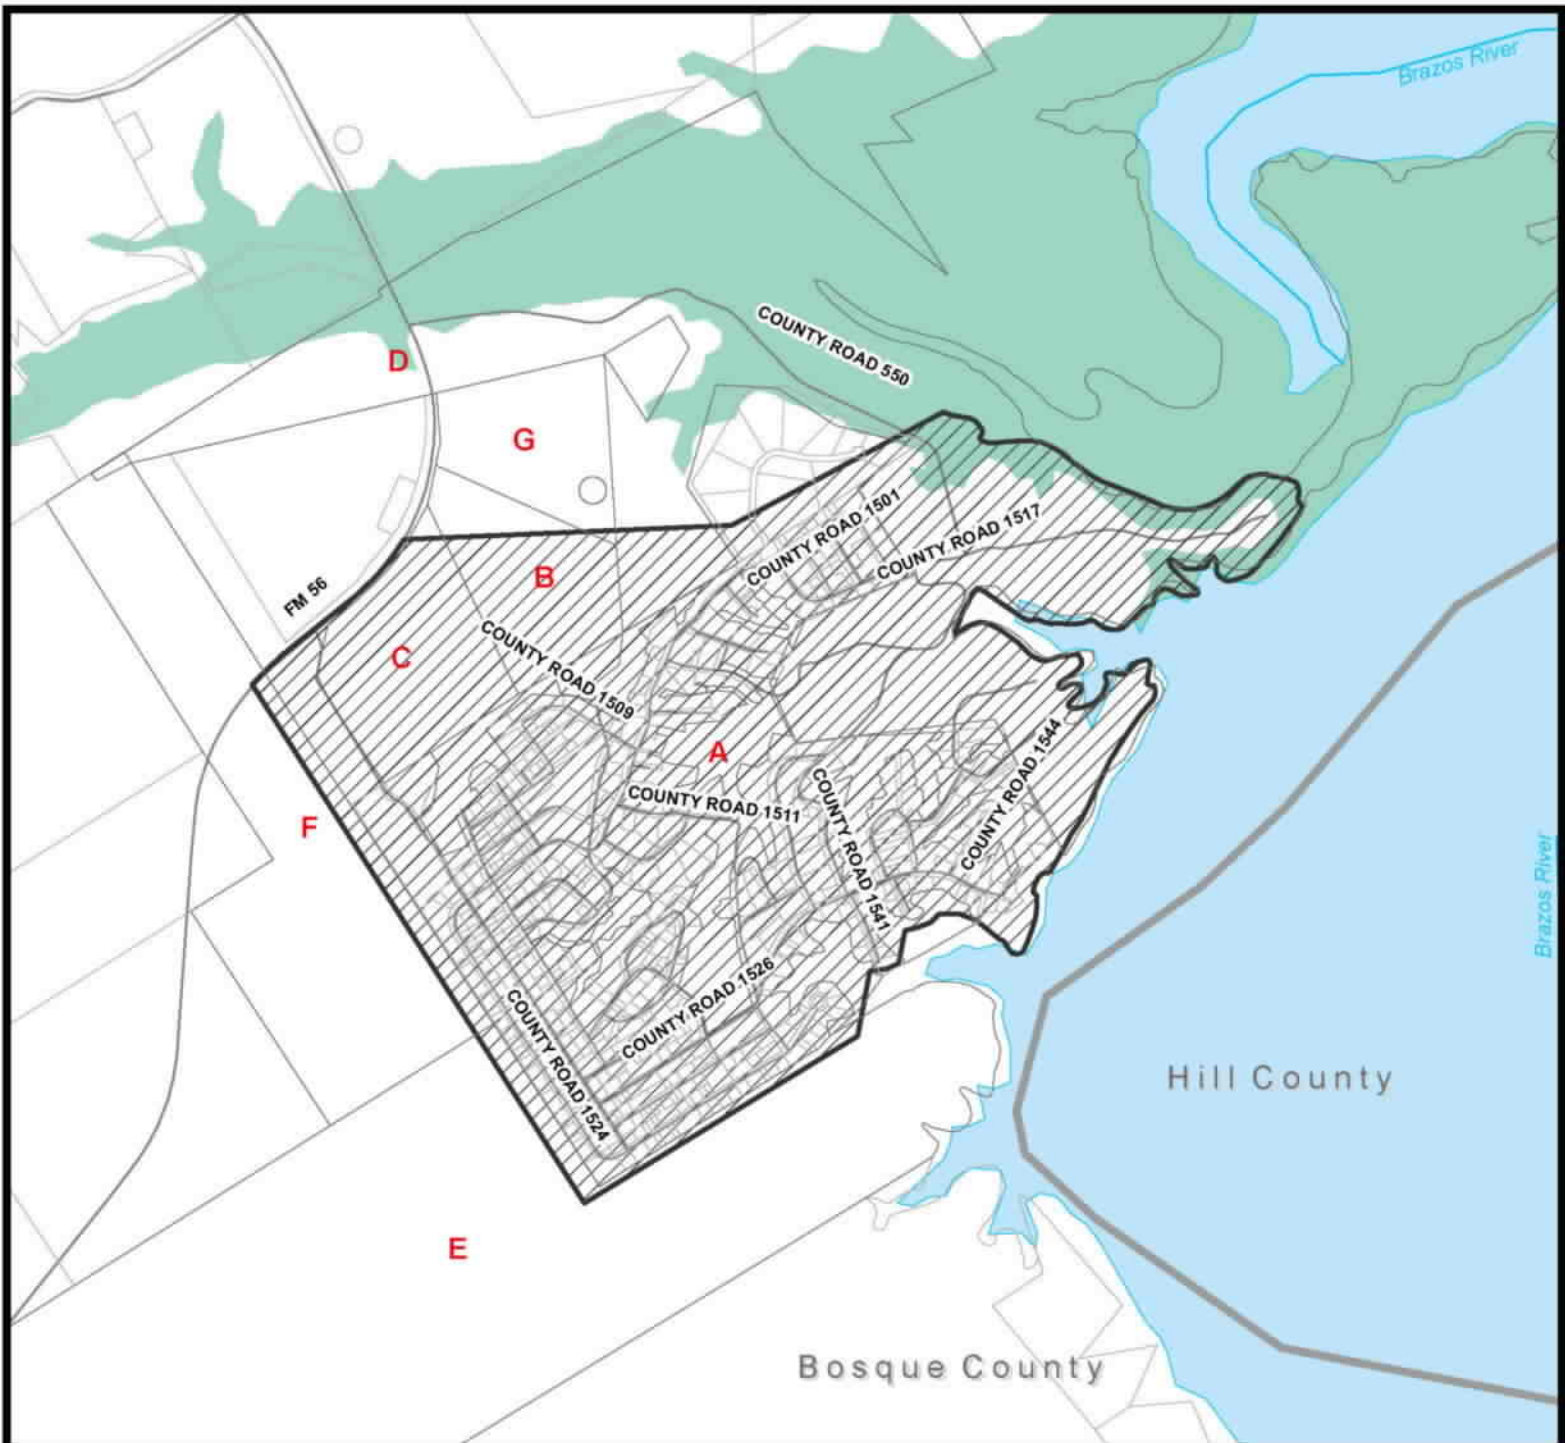 Brazos River
COUNTY ROAD 550
D
G
COUNTY ROAD 1501
COUNTY ROAD 1517
B
FM 56
C
COUNTY ROAD 1509
A
COUNTY ROAD 1544
COUNTY ROAD 1511
COUNTY ROAD 1541
F
Brazos River
COUNTY ROAD 1526
COUNTY ROAD 1524
Hill County
E
Bosque County